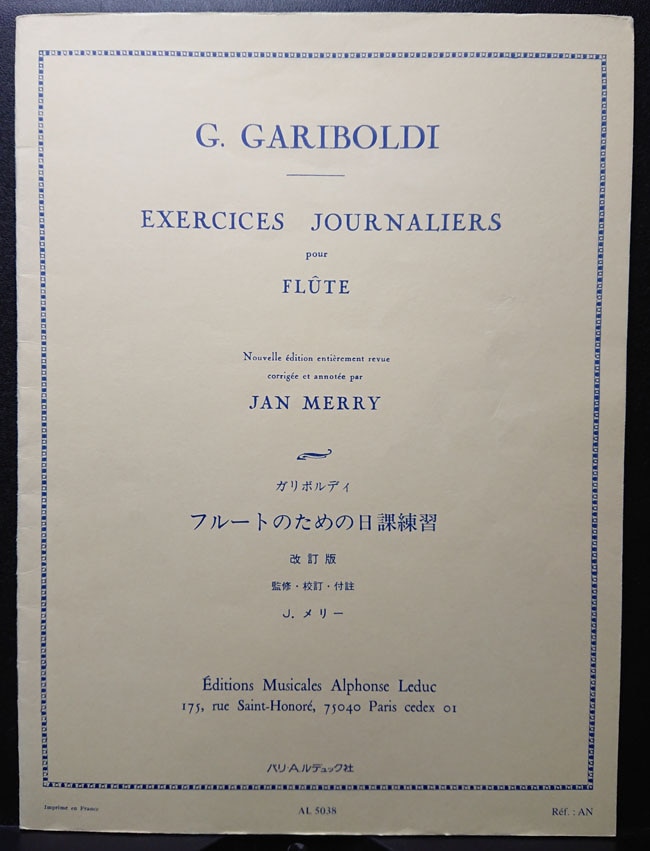 G. GARIBOLDI
EXERCICES JOURNALIERS
pour
FLÛTE
Nouvelle édition entièrement revue
corrigée et annotée par
JAN MERRY
ガリボルディ
フルートのための日課練習
改訂版
監修・校訂・付註
J. メリー
Éditions Musicales Alphonse Leduc
175, rue Saint-Honoré, 75040 Paris cedex 01
パリ A.ルデュック社
Imprimé en France
AL 5038
Réf. : AN